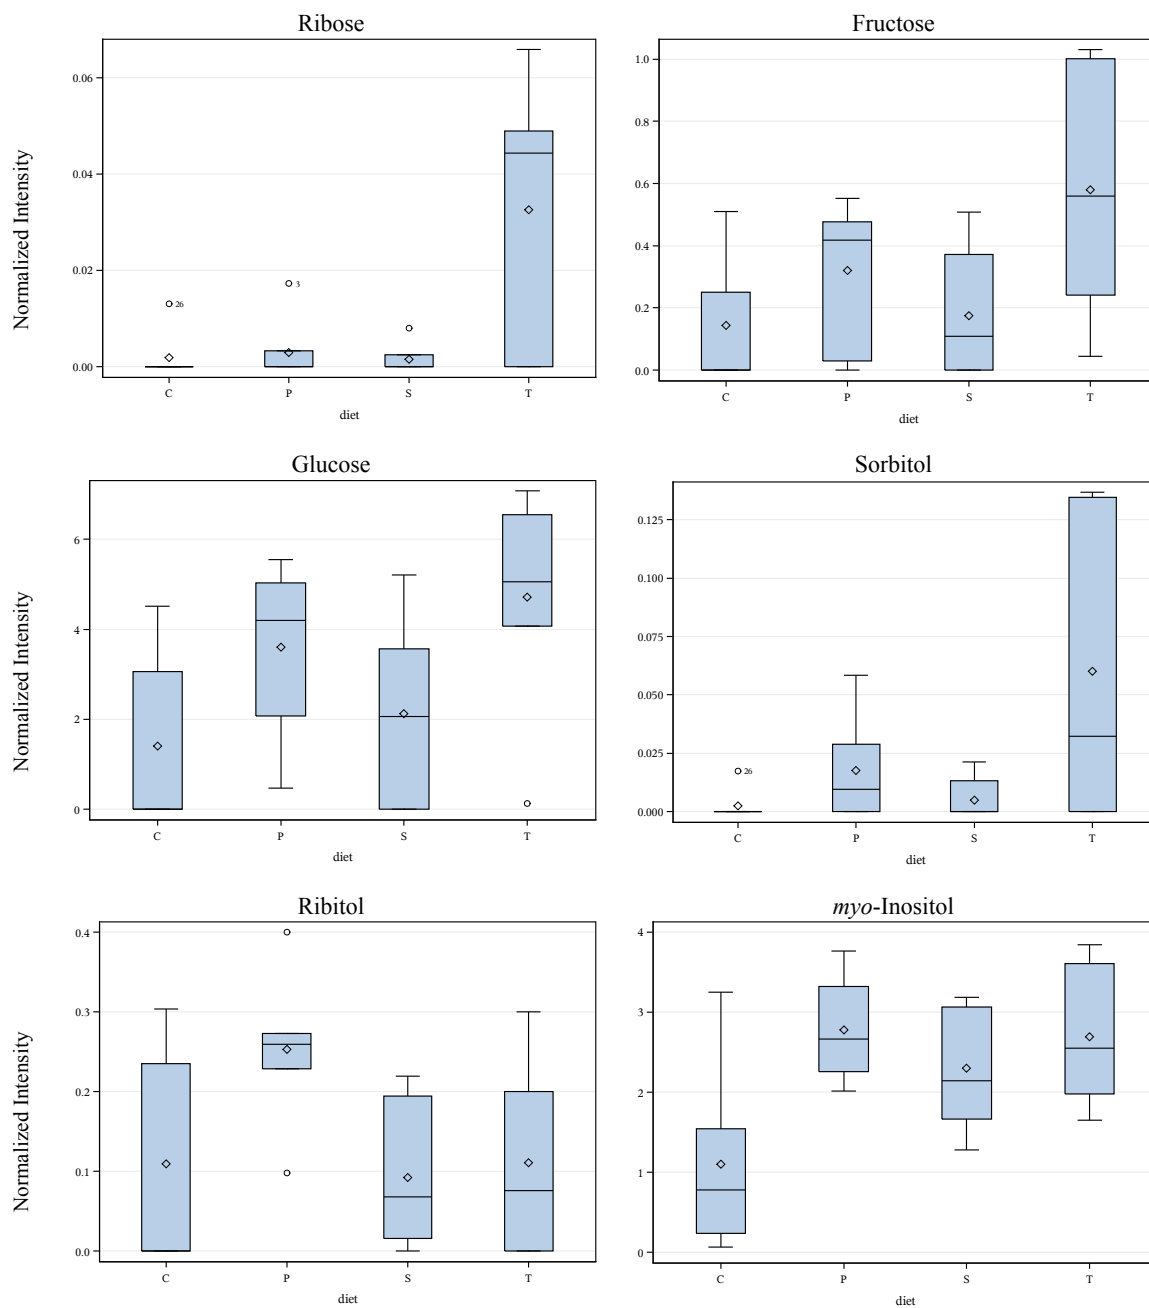 Ribose
Normalized Intensity
0.06
0.04
0.02
0.00
26
3
C P S T
diet
Fructose
1.0
0.8
0.6
0.4
0.2
0.0
C P S T
diet
Glucose
Normalized Intensity
6
4
2
0
C P S T
diet
Sorbitol
0.125
0.100
0.075
0.050
0.025
0.000
26
C P S T
diet
Ribitol
Normalized Intensity
0.4
0.3
0.2
0.1
0.0
C P S T
diet
myo-Inositol
4
3
2
1
0
C P S T
diet